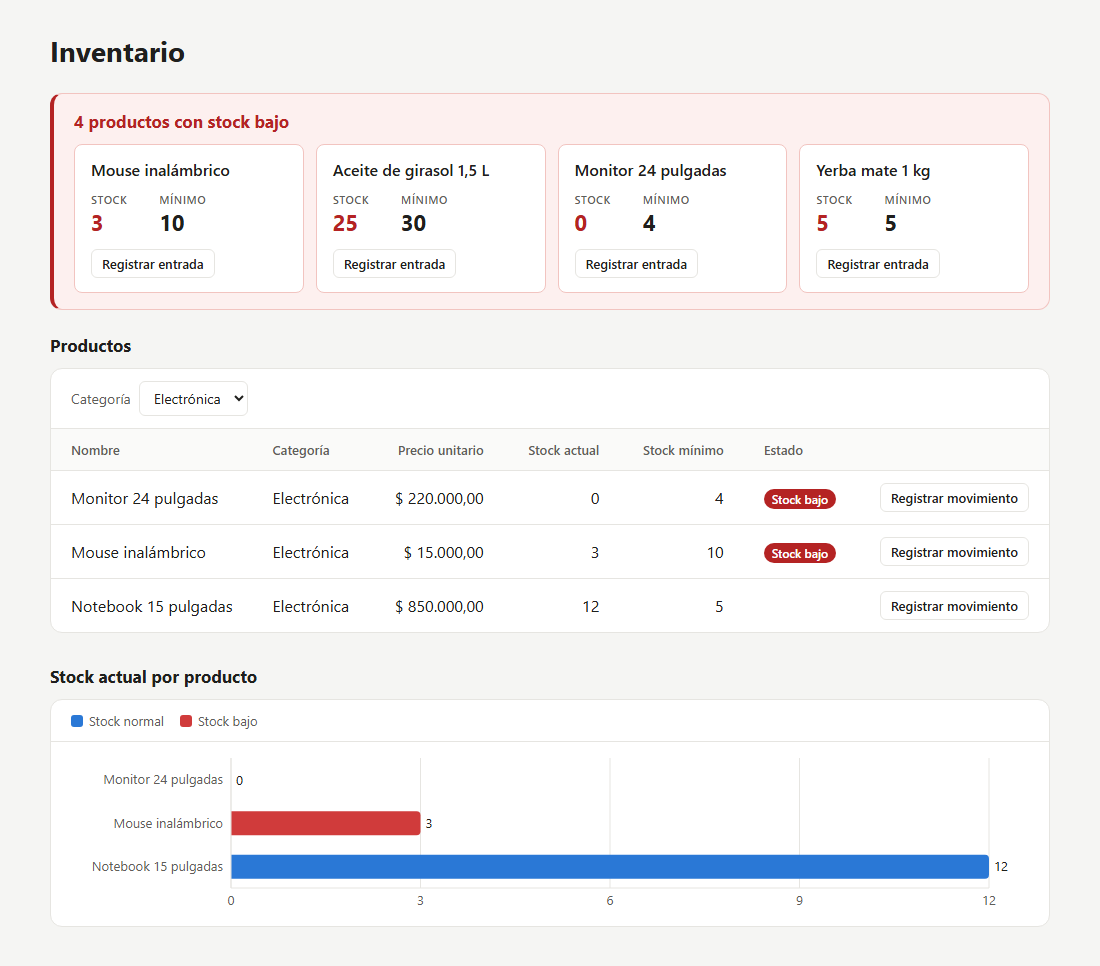 Inventario
4 productos con stock bajo
Mouse inalámbrico
STOCK MÍNIMO
3 10
Registrar entrada
Aceite de girasol 1,5 L
STOCK MÍNIMO
25 30
Registrar entrada
Monitor 24 pulgadas
STOCK MÍNIMO
0 4
Registrar entrada
Yerba mate 1 kg
STOCK MÍNIMO
5 5
Registrar entrada
Productos
Categoría Electrónica
Nombre Categoría Precio unitario Stock actual Stock mínimo Estado
Monitor 24 pulgadas Electrónica $ 220.000,00 0 4 Stock bajo Registrar movimiento
Mouse inalámbrico Electrónica $ 15.000,00 3 10 Stock bajo Registrar movimiento
Notebook 15 pulgadas Electrónica $ 850.000,00 12 5 Registrar movimiento
Stock actual por producto
Stock normal Stock bajo
Monitor 24 pulgadas 0
Mouse inalámbrico 3
Notebook 15 pulgadas 12
0 3 6 9 12